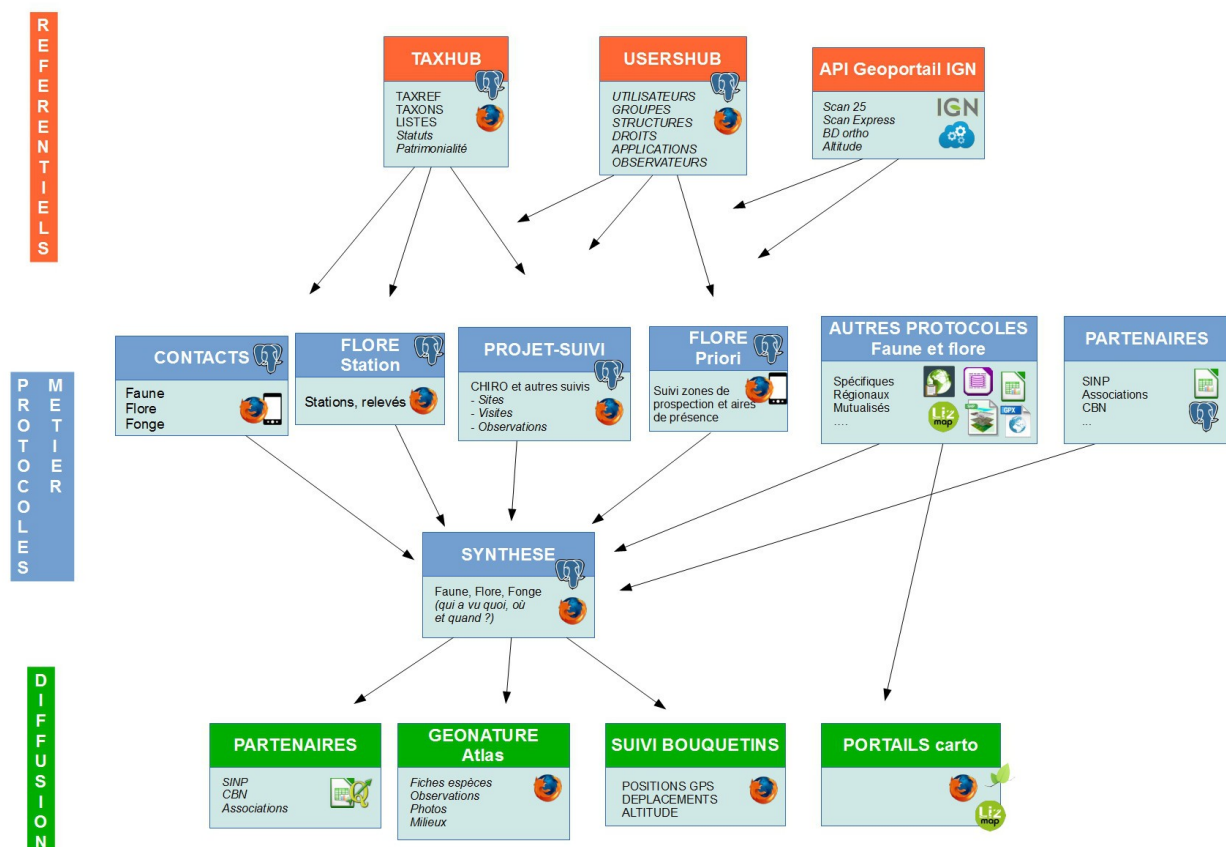 REFERENTIELS
TAXHUB
TAXREF
TAXONS
LISTES
Statuts
Patrimonialité
USERSHUB
UTILISATEURS
GROUPES
STRUCTURES
DROITS
APPLICATIONS
OBSERVATEURS
API Geoportail IGN
Scan 25
Scan Express
BD ortho
Altitude
IGN
PROTOCOLES
METIER
CONTACTS
Faune
Flore
Fonge
FLORE
Station
Stations, relevés
PROJET-SUIVI
CHIRO et autres suivis
- Sites
- Visites
- Observations
FLORE
Priori
Suivi zones de
prospection et aires
de présence
AUTRES PROTOCOLES
Faune et flore
Spécifiques
Régionaux
Mutualisés
....
Liz
map
GPX
PARTENAIRES
SINP
Associations
CBN
...
SYNTHESE
Faune, Flore, Fonge
(qui a vu quoi, où
et quand ?)
DIFFUSION
PARTENAIRES
SINP
CBN
Associations
GEONATURE
Atlas
Fiches espèces
Observations
Photos
Milieux
SUIVI BOUQUETINS
POSITIONS GPS
DEPLACEMENTS
ALTITUDE
PORTAILS carto
Liz
map